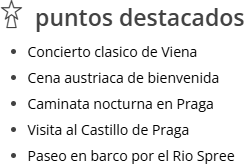 puntos destacados
• Concierto clasico de Viena
• Cena austriaca de bienvenida
• Caminata nocturna en Praga
• Visita al Castillo de Praga
• Paseo en barco por el Rio Spree